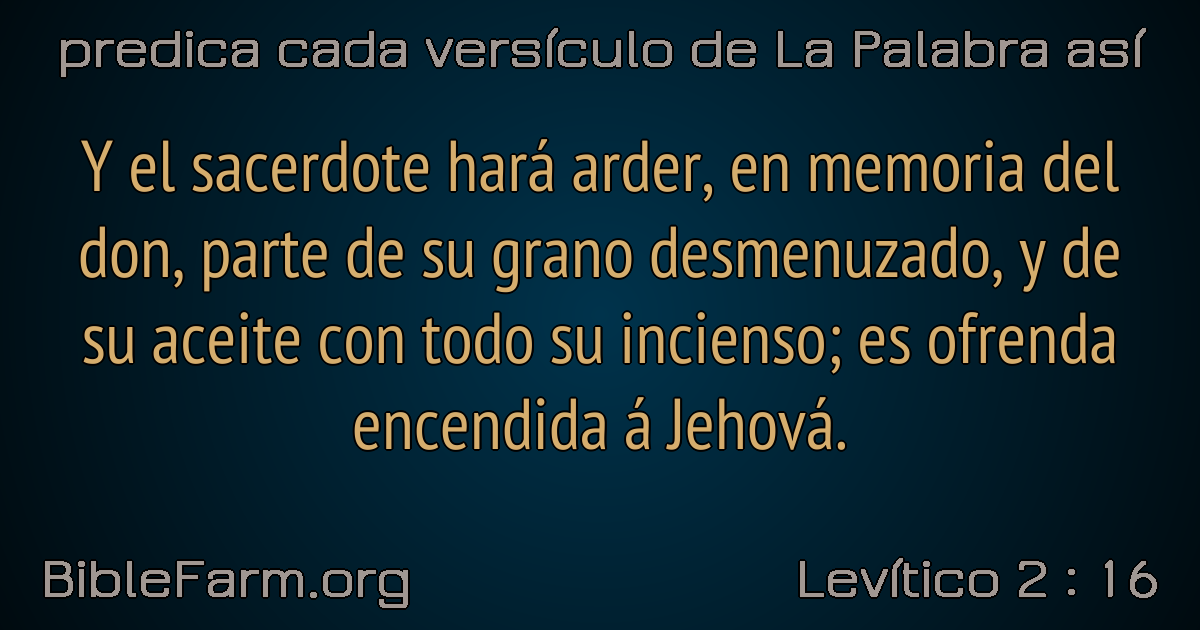 predica cada versículo de La Palabra así
Y el sacerdote hará arder, en memoria del
don, parte de su grano desmenuzado, y de
su aceite con todo su incienso; es ofrenda
encendida á Jehová.
BibleFarm.org
Levítico 2 : 16